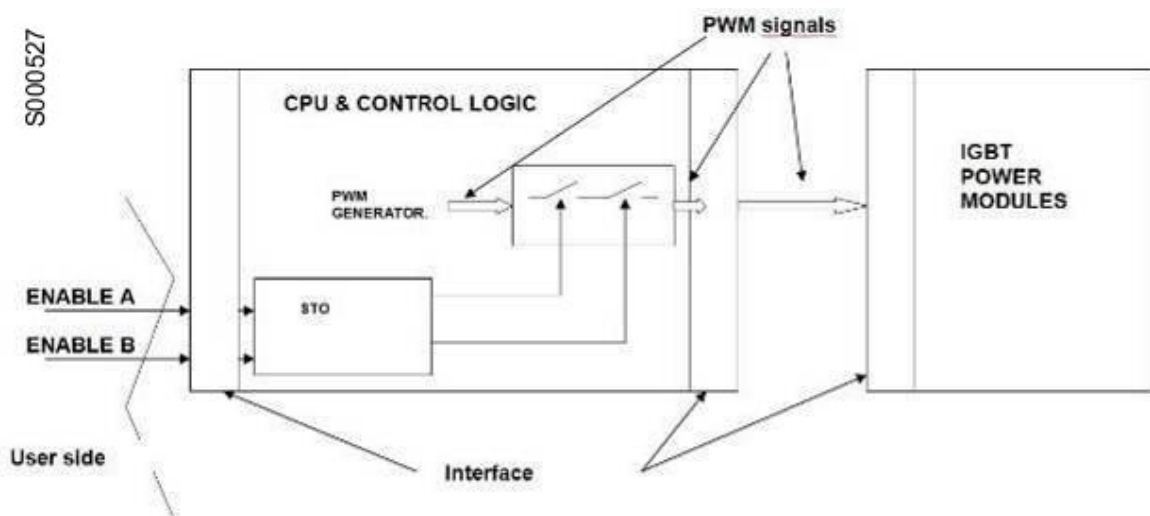 S000527
PWM signals
CPU & CONTROL LOGIC
IGBT
POWER
MODULES
PWM
GENERATOR.
ENABLE A
STO
ENABLE B
User side
Interface